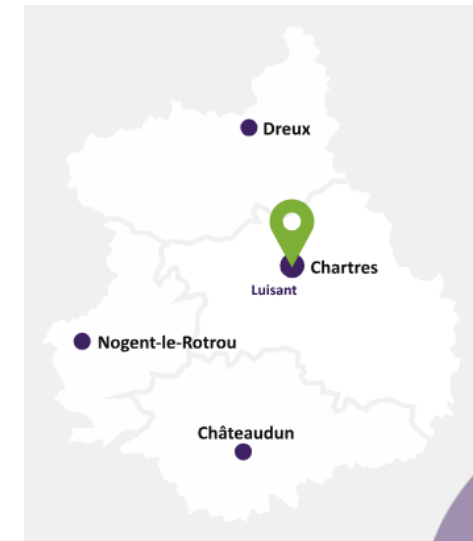 Dreux
Chartres
Luisant
Nogent-le-Rotrou
Châteaudun